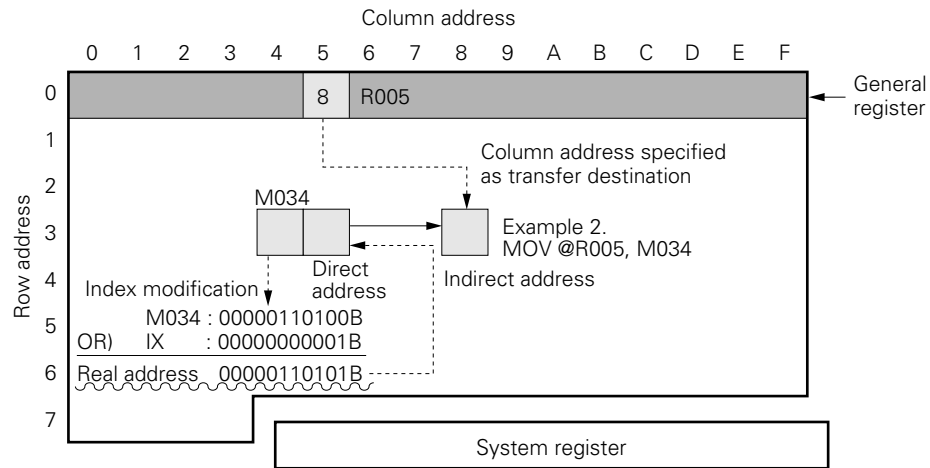 Column address
0 1 2 3 4 5 6 7 8 9 A B C D E F
Row address
0
1
2
3
4
5
6
7
8 R005
General
register
Column address specified
as transfer destination
M034
Example 2.
MOV @R005, M034
Direct
address
Indirect address
Index modification
M034 : 00000110100B
OR) IX : 00000000001B
Real address 00000110101B
System register